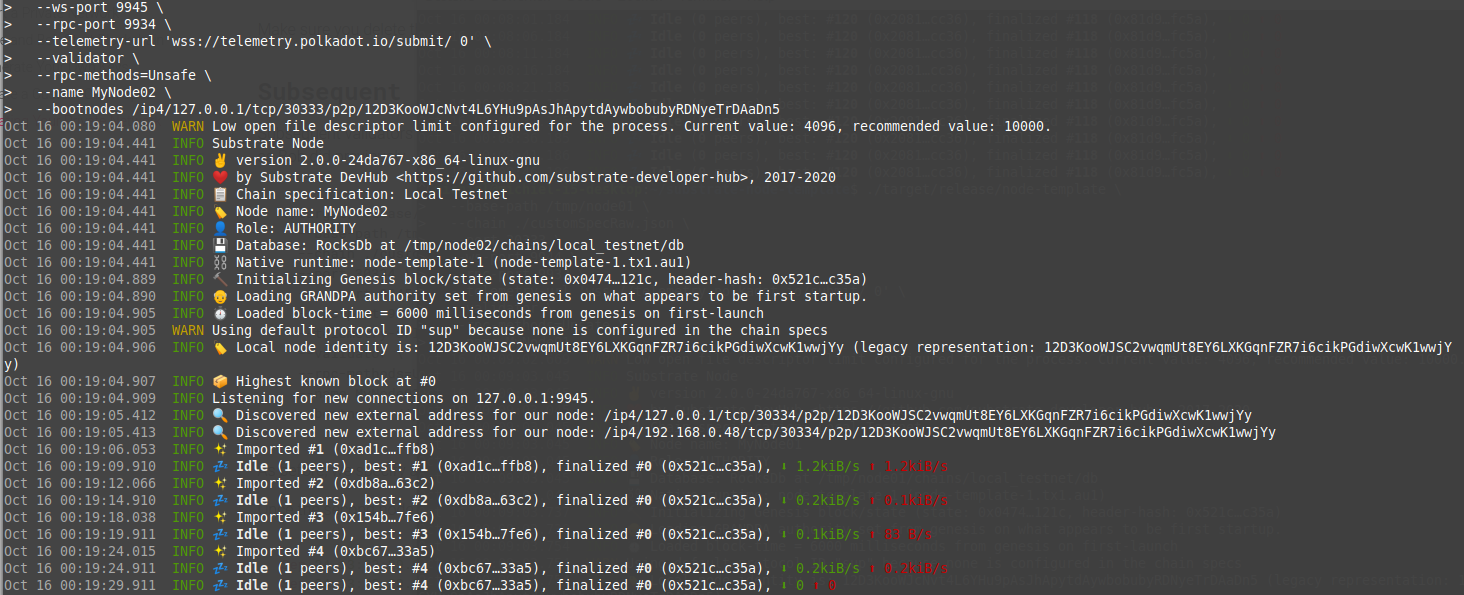 > --ws-port 9945 \
> --rpc-port 9934 \
> --telemetry-url 'wss://telemetry.polkadot.io/submit/ 0' \
> --validator \
> --rpc-methods=Unsafe \
> --name MyNode02 \
> --bootnodes /ip4/127.0.0.1/tcp/30333/p2p/12D3KooWJcNvt4L6YHu9pAsJhApytdAywbobubyRDNyeTrDAaDn5
Oct 16 00:19:04.080 WARN Low open file descriptor limit configured for the process. Current value: 4096, recommended value: 10000.
Oct 16 00:19:04.441 INFO Substrate Node
Oct 16 00:19:04.441 INFO ✌️ version 2.0.0-24da767-x86_64-linux-gnu
Oct 16 00:19:04.441 INFO ❤️ by Substrate DevHub <https://github.com/substrate-developer-hub>, 2017-2020
Oct 16 00:19:04.441 INFO 📋 Chain specification: Local Testnet
Oct 16 00:19:04.441 INFO 🏷 Node name: MyNode02
Oct 16 00:19:04.441 INFO 👤 Role: AUTHORITY
Oct 16 00:19:04.441 INFO 💾 Database: RocksDb at /tmp/node02/chains/local_testnet/db
Oct 16 00:19:04.441 INFO ⛓ Native runtime: node-template-1 (node-template-1.tx1.au1)
Oct 16 00:19:04.889 INFO 🔨 Initializing Genesis block/state (state: 0x0474…121c, header-hash: 0x521c…c35a)
Oct 16 00:19:04.890 INFO 👴 Loading GRANDPA authority set from genesis on what appears to be first startup.
Oct 16 00:19:04.905 INFO ⏱ Loaded block-time = 6000 milliseconds from genesis on first-launch
Oct 16 00:19:04.905 WARN Using default protocol ID "sup" because none is configured in the chain specs
Oct 16 00:19:04.906 INFO 🏷 Local node identity is: 12D3KooWJSC2vwqmUt8EY6LXKGqnFZR7i6cikPGdiwXcwK1wwjYy (legacy representation: 12D3KooWJSC2vwqmUt8EY6LXKGqnFZR7i6cikPGdiwXcwK1wwjY
y)
Oct 16 00:19:04.907 INFO 📦 Highest known block at #0
Oct 16 00:19:04.909 INFO Listening for new connections on 127.0.0.1:9945.
Oct 16 00:19:05.412 INFO 🔍 Discovered new external address for our node: /ip4/127.0.0.1/tcp/30334/p2p/12D3KooWJSC2vwqmUt8EY6LXKGqnFZR7i6cikPGdiwXcwK1wwjYy
Oct 16 00:19:05.413 INFO 🔍 Discovered new external address for our node: /ip4/192.168.0.48/tcp/30334/p2p/12D3KooWJSC2vwqmUt8EY6LXKGqnFZR7i6cikPGdiwXcwK1wwjYy
Oct 16 00:19:06.053 INFO ✨ Imported #1 (0xad1c…ffb8)
Oct 16 00:19:09.910 INFO 💤 Idle (1 peers), best: #1 (0xad1c…ffb8), finalized #0 (0x521c…c35a), ⬇ 1.2kiB/s ⬆ 1.2kiB/s
Oct 16 00:19:12.066 INFO ✨ Imported #2 (0xdb8a…63c2)
Oct 16 00:19:14.910 INFO 💤 Idle (1 peers), best: #2 (0xdb8a…63c2), finalized #0 (0x521c…c35a), ⬇ 0.2kiB/s ⬆ 0.1kiB/s
Oct 16 00:19:18.038 INFO ✨ Imported #3 (0x154b…7fe6)
Oct 16 00:19:19.911 INFO 💤 Idle (1 peers), best: #3 (0x154b…7fe6), finalized #0 (0x521c…c35a), ⬇ 0.1kiB/s ⬆ 83 B/s
Oct 16 00:19:24.015 INFO ✨ Imported #4 (0xbc67…33a5)
Oct 16 00:19:24.911 INFO 💤 Idle (1 peers), best: #4 (0xbc67…33a5), finalized #0 (0x521c…c35a), ⬇ 0.2kiB/s ⬆ 0.2kiB/s
Oct 16 00:19:29.911 INFO 💤 Idle (1 peers), best: #4 (0xbc67…33a5), finalized #0 (0x521c…c35a), ⬇ 0 ⬆ 0
Subsequent